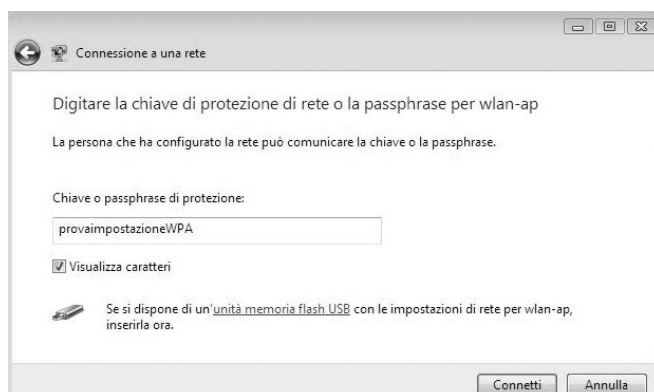 Connessione a una rete
Digitare la chiave di protezione di rete o la passphrase per wlan-ap
La persona che ha configurato la rete può comunicare la chiave o la passphrase.
Chiave o passphrase di protezione:
provaimpostazioneWPA
Visualizza caratteri
Se si dispone di un'unità memoria flash USB con le impostazioni di rete per wlan-ap,
inserirla ora.
Connetti Annulla